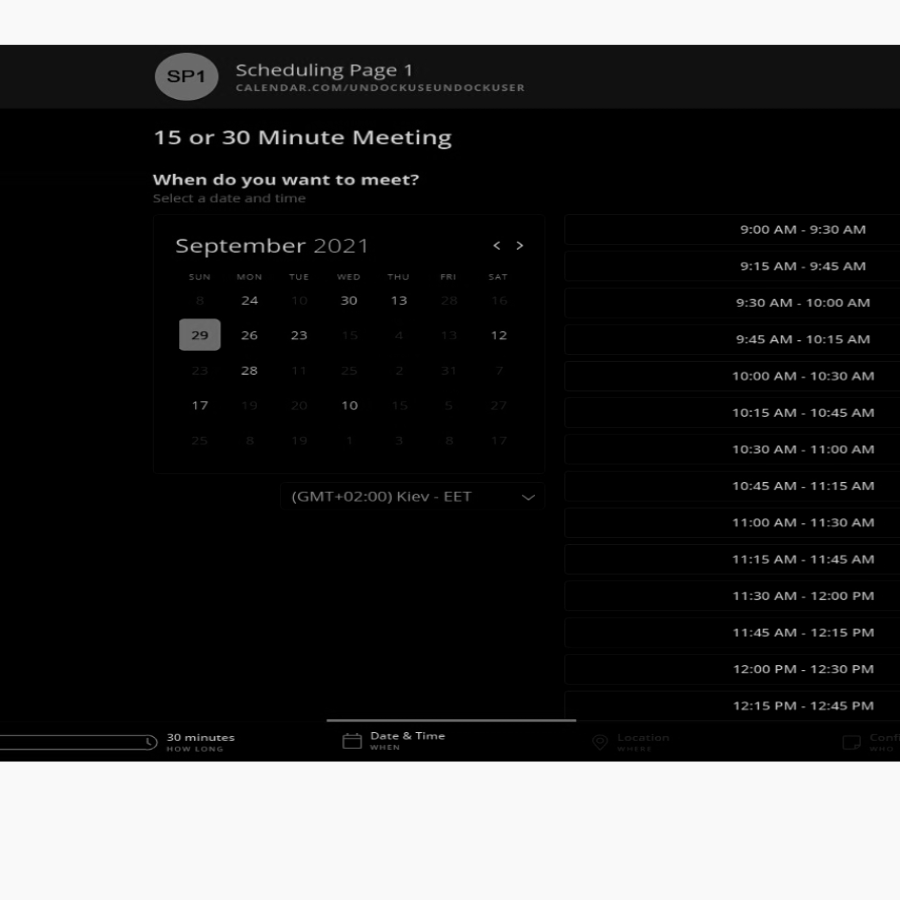 SP1
Scheduling Page 1
CALENDAR.COM/UNDOCKUSEUNDOCKUSER
15 or 30 Minute Meeting
When do you want to meet?
Select a date and time
September 2021 < >
SUN MON TUE WED THU FRI SAT
8 24 10 30 13 28 16
29 26 23 15 4 13 12
23 28 11 25 2 31 7
17 19 20 10 15 5 27
25 8 19 1 3 8 17
(GMT+02:00) Kiev - EET
9:00 AM - 9:30 AM
9:15 AM - 9:45 AM
9:30 AM - 10:00 AM
9:45 AM - 10:15 AM
10:00 AM - 10:30 AM
10:15 AM - 10:45 AM
10:30 AM - 11:00 AM
10:45 AM - 11:15 AM
11:00 AM - 11:30 AM
11:15 AM - 11:45 AM
11:30 AM - 12:00 PM
11:45 AM - 12:15 PM
12:00 PM - 12:30 PM
12:15 PM - 12:45 PM
30 minutes
HOW LONG
Date & Time
WHEN
Location
WHERE
Conf
WHO